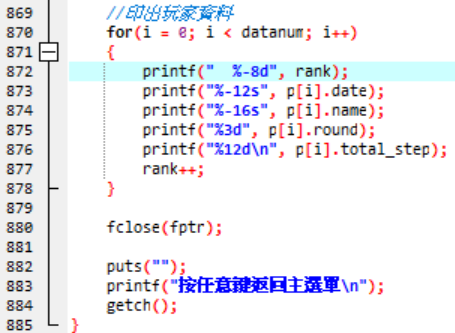 869 //印出玩家資料
870 for(i = 0; i < datanum; i++)
871 {
872 printf("  %-8d", rank);
873 printf("%-12s", p[i].date);
874 printf("%-16s", p[i].name);
875 printf("%3d", p[i].round);
876 printf("%12d\n", p[i].total_step);
877 rank++;
878 }
879
880 fclose(fptr);
881
882 puts("");
883 printf("按任意鍵返回主選單\n");
884 getch();
885 }